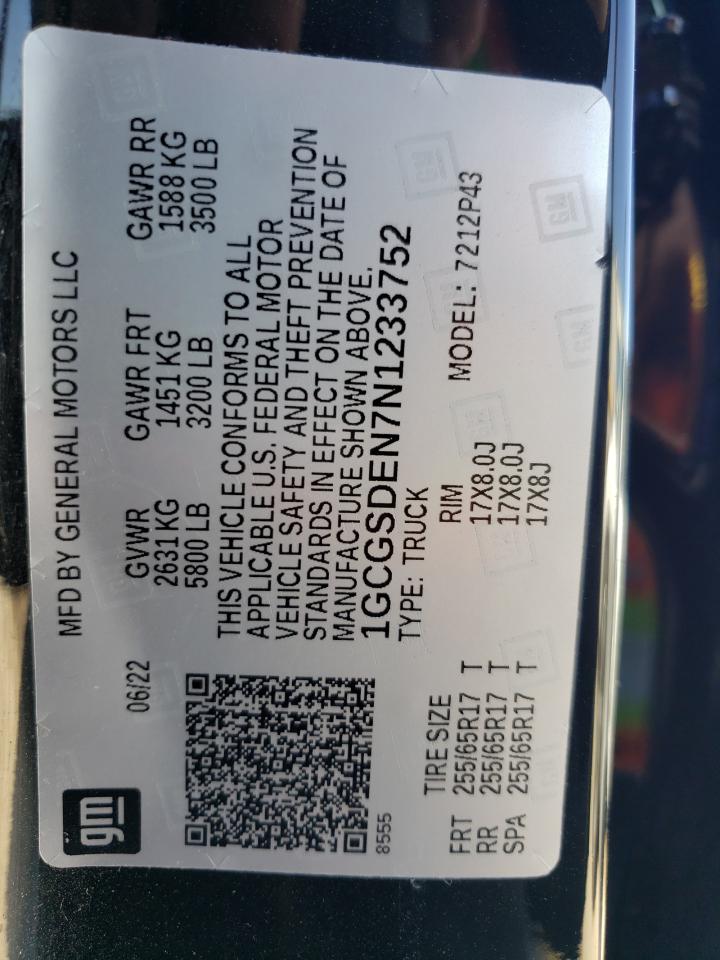 gm
MFD BY GENERAL MOTORS LLC
06/22
GVWR GAWR FRT GAWR RR
2631 KG 1451 KG 1588 KG
5800 LB 3200 LB 3500 LB
THIS VEHICLE CONFORMS TO ALL
APPLICABLE U.S. FEDERAL MOTOR
VEHICLE SAFETY AND THEFT PREVENTION
STANDARDS IN EFFECT ON THE DATE OF
MANUFACTURE SHOWN ABOVE.
1GCGSDEN7N1233752
8555
TYPE: TRUCK
MODEL: 7212P43
TIRE SIZE RIM
FRT 255/65R17 T 17X8.0J
RR 255/65R17 T 17X8.0J
SPA 255/65R17 T 17X8J